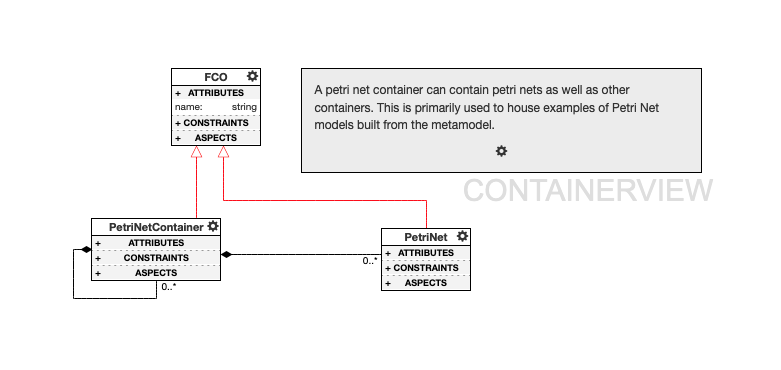 FCO
+ ATTRIBUTES
name: string
+ CONSTRAINTS
+ ASPECTS
A petri net container can contain petri nets as well as other
containers. This is primarily used to house examples of Petri Net
models built from the metamodel.
CONTAINERVIEW
PetriNetContainer
+ ATTRIBUTES
+ CONSTRAINTS
+ ASPECTS
0..*
0..*
PetriNet
+ ATTRIBUTES
+ CONSTRAINTS
+ ASPECTS